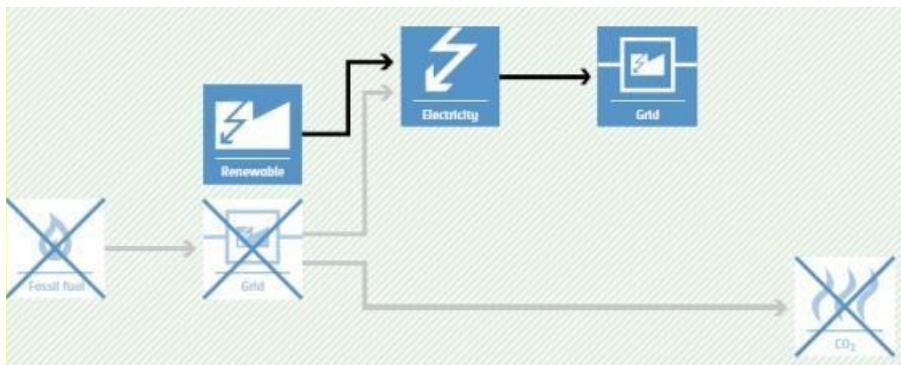 Electricity
Grid
Renewable
Fossil fuel
Grid
CO₂